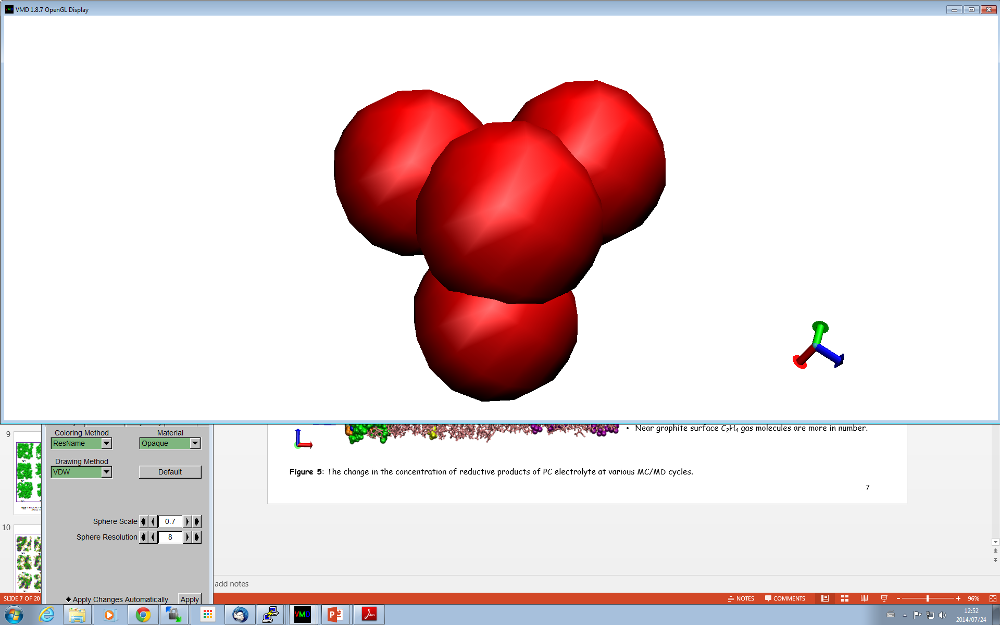 VMD 1.8.7 OpenGL Display
9
Coloring Method
Material
ResName
Opaque
Drawing Method
VDW
Default
Sphere Scale
0.7
Sphere Resolution
8
Apply Changes Automatically
Apply
10
• Near graphite surface C₂H₄ gas molecules are more in number.
Figure 5: The change in the concentration of reductive products of PC electrolyte at various MC/MD cycles.
7
add notes
SLIDE 7 OF 20
NOTES
COMMENTS
96%
VMD
12:52
2014/07/24